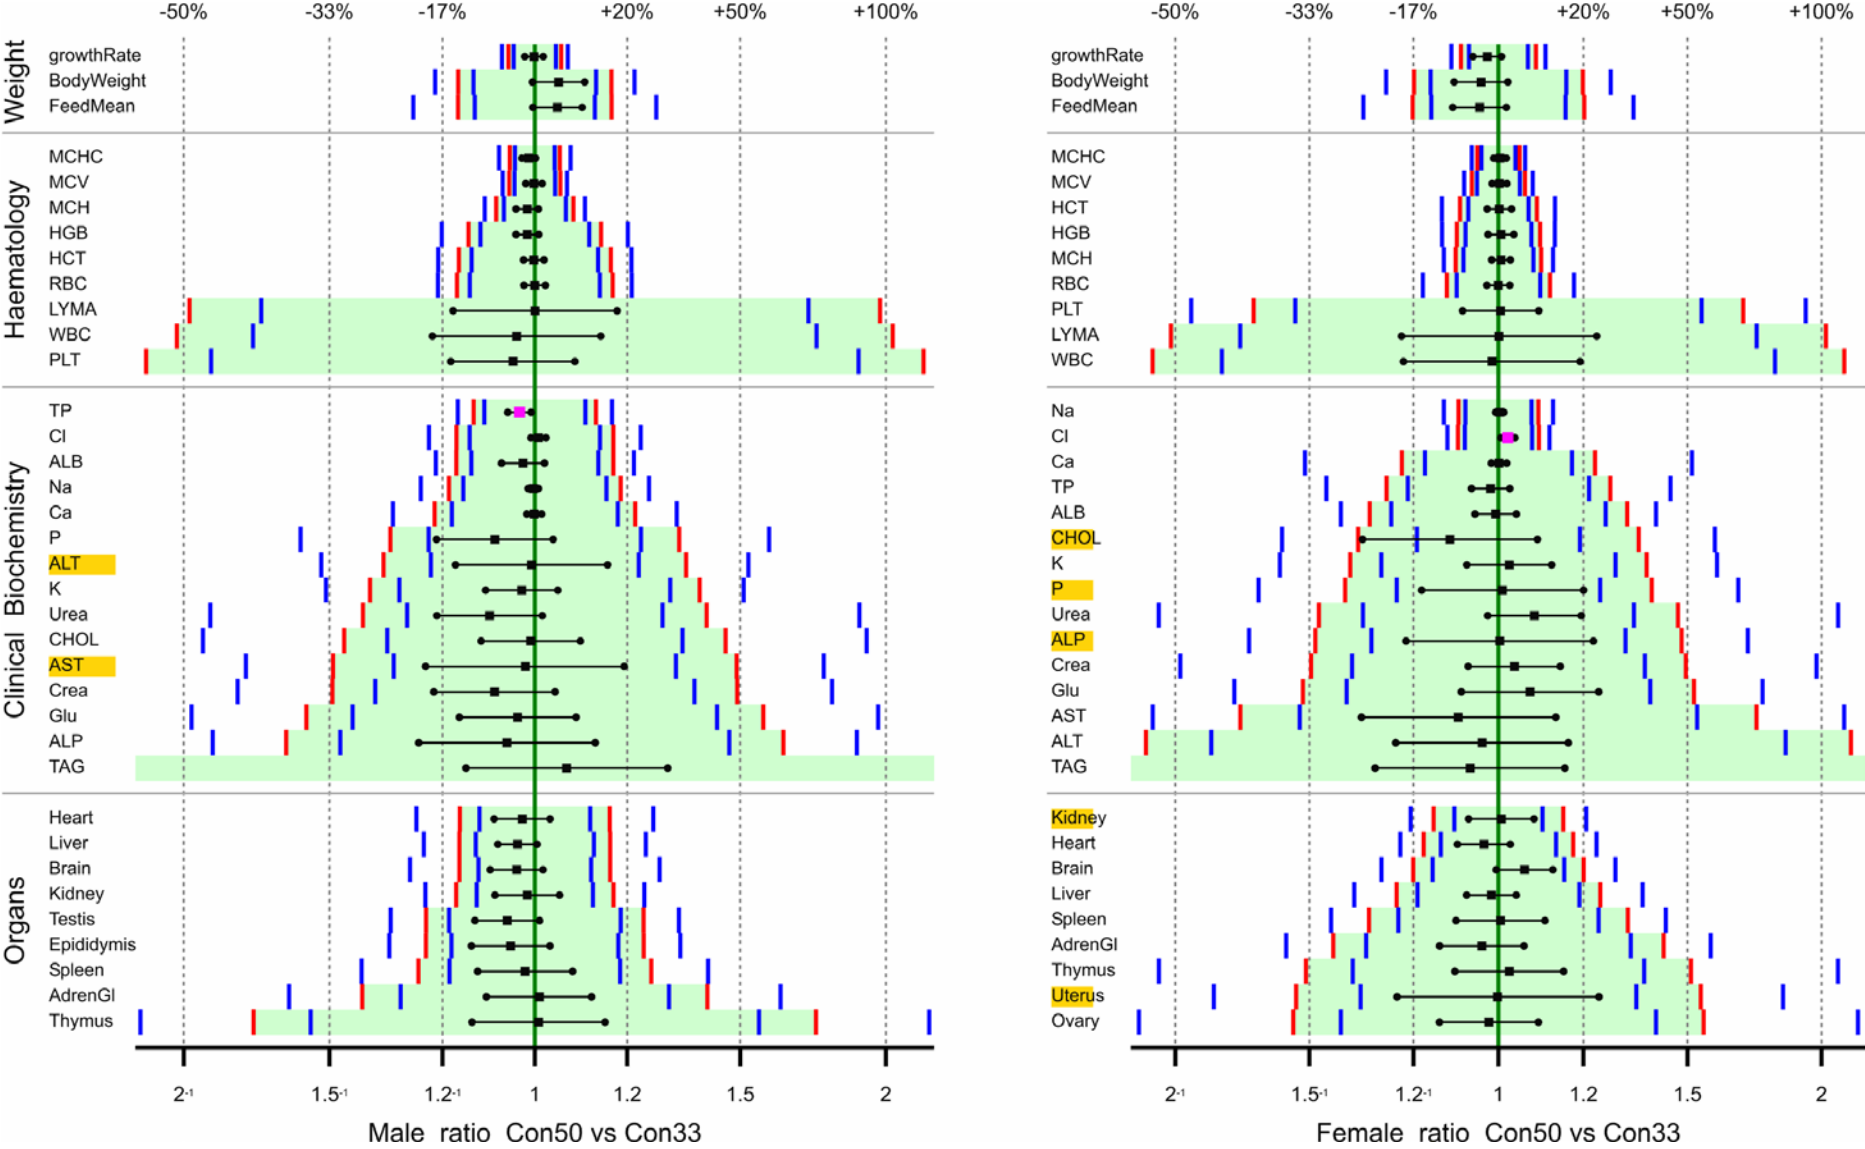 -50% -33% -17% +20% +50% +100%
Weight
growthRate
BodyWeight
FeedMean
Haematology
MCHC
MCV
MCH
HGB
HCT
RBC
LYMA
WBC
PLT
Clinical Biochemistry
TP
Cl
ALB
Na
Ca
P
ALT
K
Urea
CHOL
AST
Crea
Glu
ALP
TAG
Organs
Heart
Liver
Brain
Kidney
Testis
Epididymis
Spleen
AdrenGl
Thymus
2-1 1.5-1 1.2-1 1 1.2 1.5 2
Male ratio Con50 vs Con33
-50% -33% -17% +20% +50% +100%
growthRate
BodyWeight
FeedMean
MCHC
MCV
HCT
HGB
MCH
RBC
PLT
LYMA
WBC
Na
Cl
Ca
TP
ALB
CHOL
K
P
Urea
ALP
Crea
Glu
AST
ALT
TAG
Kidney
Heart
Brain
Liver
Spleen
AdrenGl
Thymus
Uterus
Ovary
2-1 1.5-1 1.2-1 1 1.2 1.5 2
Female ratio Con50 vs Con33